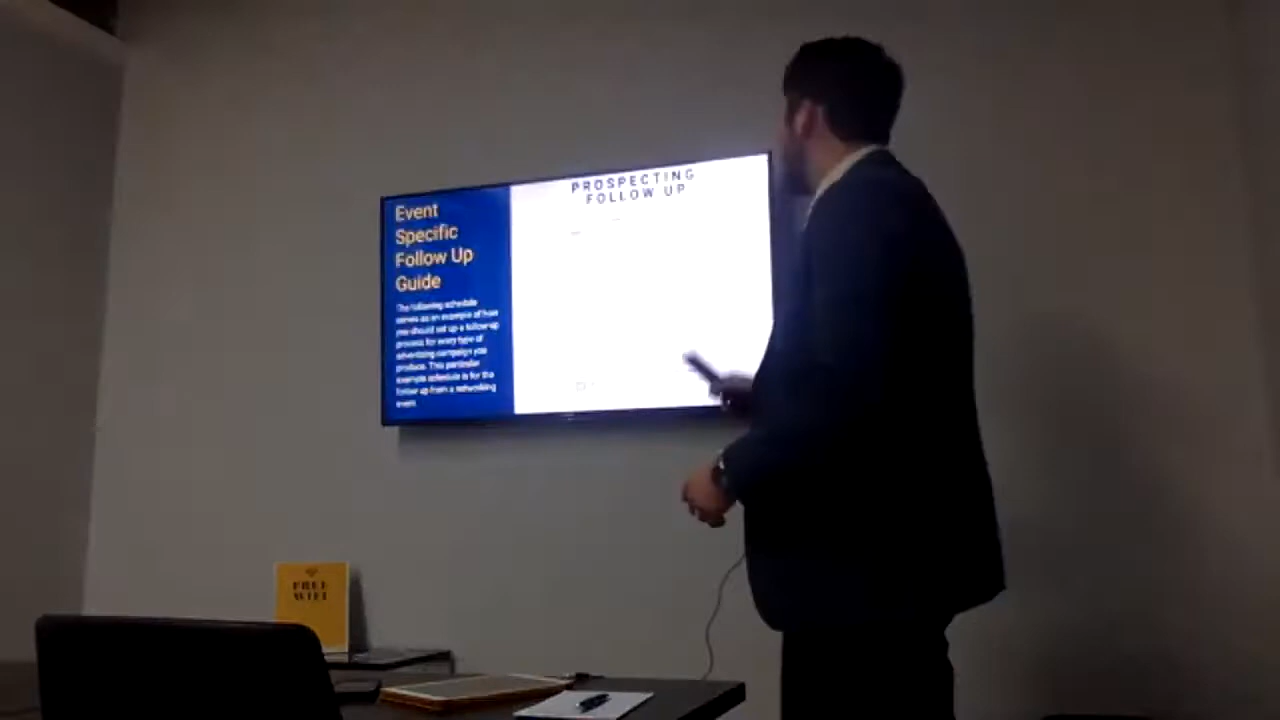 Event
Specific
Follow Up
Guide
The following schedule
serves as an example of how
you should set up a follow up
process for every type of
advertising campaign you
produce. This particular
example schedule is for the
follow up from a networking
event.
PROSPECTING
FOLLOW UP
FREE
WIFI